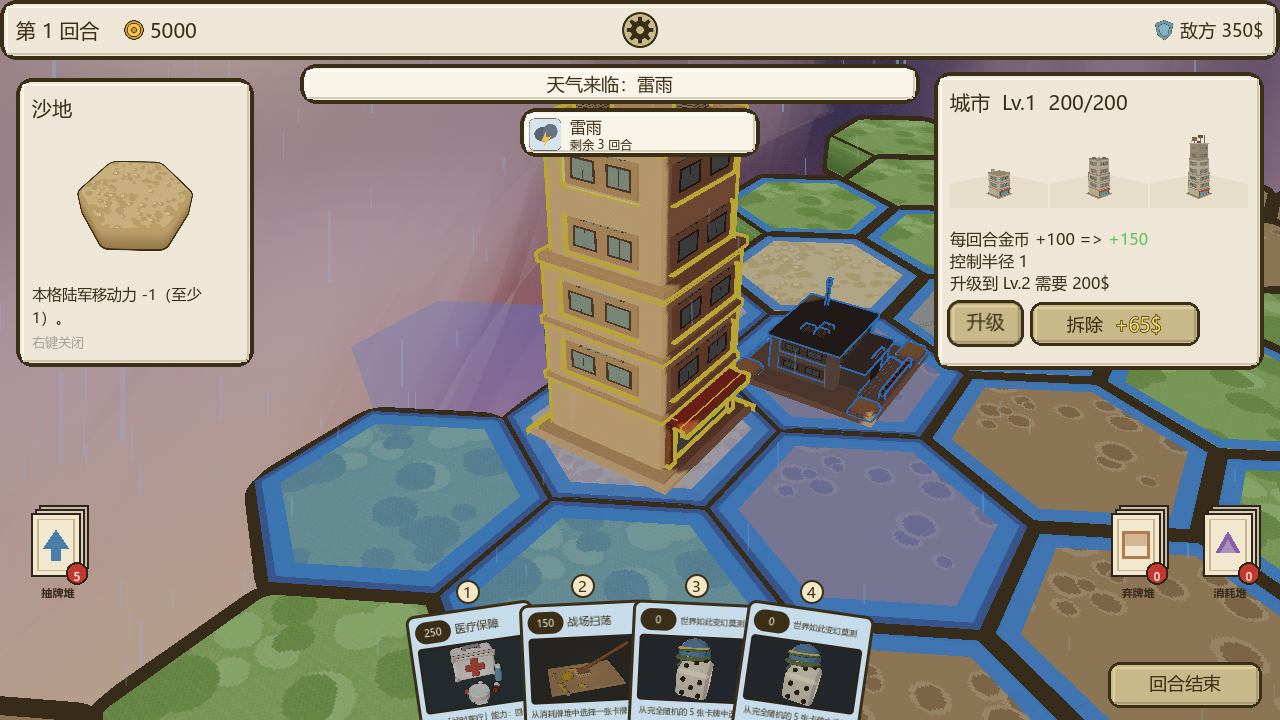 第 1 回合
5000
敌方 350$
天气来临：雷雨
雷雨
剩余 3 回合
沙地
本格陆军移动力 -1（至少
1）。
右键关闭
城市 Lv.1 200/200
每回合金币 +100 => +150
控制半径 1
升级到 Lv.2 需要 200$
升级
拆除 +65$
5
抽牌堆
0
弃牌堆
0
消耗堆
1
2
3
4
250 医疗保障
150 战场扫荡
从消耗牌堆中选择一张卡牌
0 世界如此变幻莫测
从完全随机的 5 张卡牌中
0 世界如此变幻莫测
从完全随机的 5 张卡牌中
回合结束